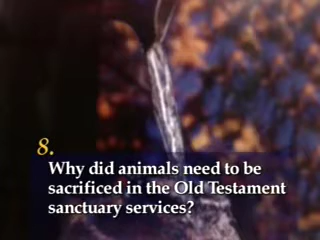 8.
Why did animals need to be
sacrificed in the Old Testament
sanctuary services?